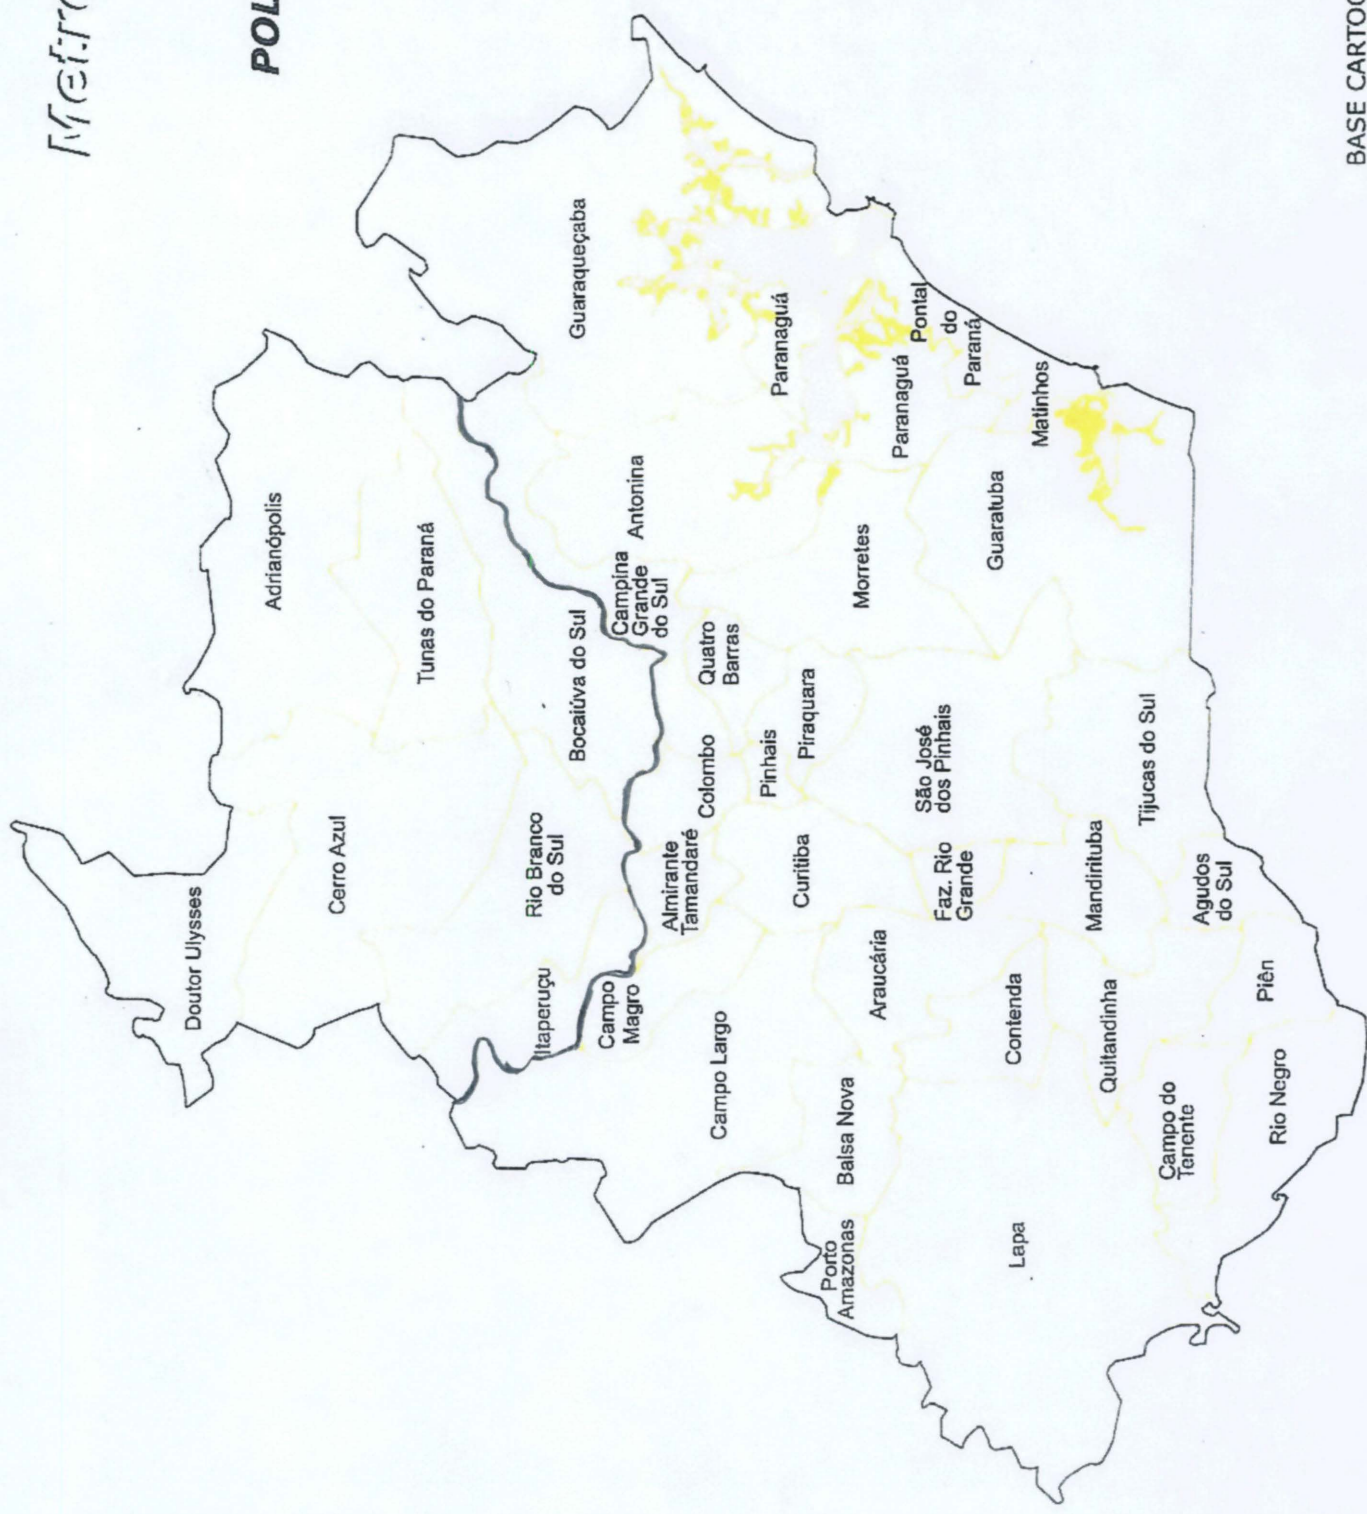 Metro
POL
Doutor Ulysses
Adrianópolis
Cerro Azul
Tunas do Paraná
Rio Branco
do Sul
Itaperuçu
Bocaiúva do Sul
Guaraqueçaba
Campo
Magro
Campina
Grande
do Sul
Antonina
Almirante
Tamandaré
Campo Largo
Colombo
Quatro
Barras
Pinhais
Piraquara
Curitiba
Paranaguá
Balsa Nova
Porto
Amazonas
Araucária
Morretes
Paranaguá
Pontal
do
Paraná
Faz. Rio
Grande
São José
dos Pinhais
Guaratuba
Matinhos
Lapa
Contenda
Mandirituba
Quitandinha
Tijucas do Sul
Campo do
Tenente
Agudos
do Sul
Piên
Rio Negro
BASE CARTOG